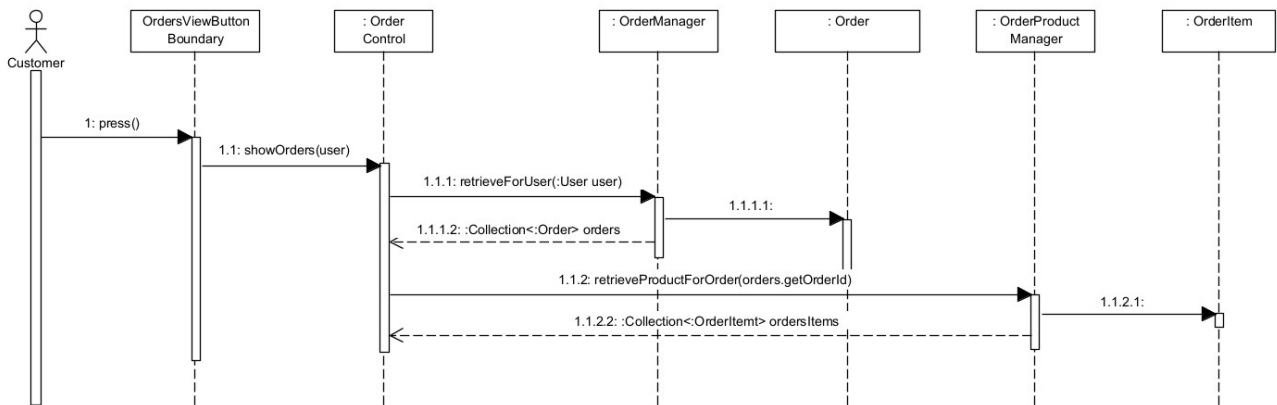 OrdersViewButton
Boundary
: Order
Control
: OrderManager
: Order
: OrderProduct
Manager
: OrderItem
Customer
1: press()
1.1: showOrders(user)
1.1.1: retrieveForUser(:User user)
1.1.1.1:
1.1.1.2: :Collection<:Order> orders
1.1.2: retrieveProductForOrder(orders.getOrderId)
1.1.2.1:
1.1.2.2: :Collection<:OrderItemt> ordersItems